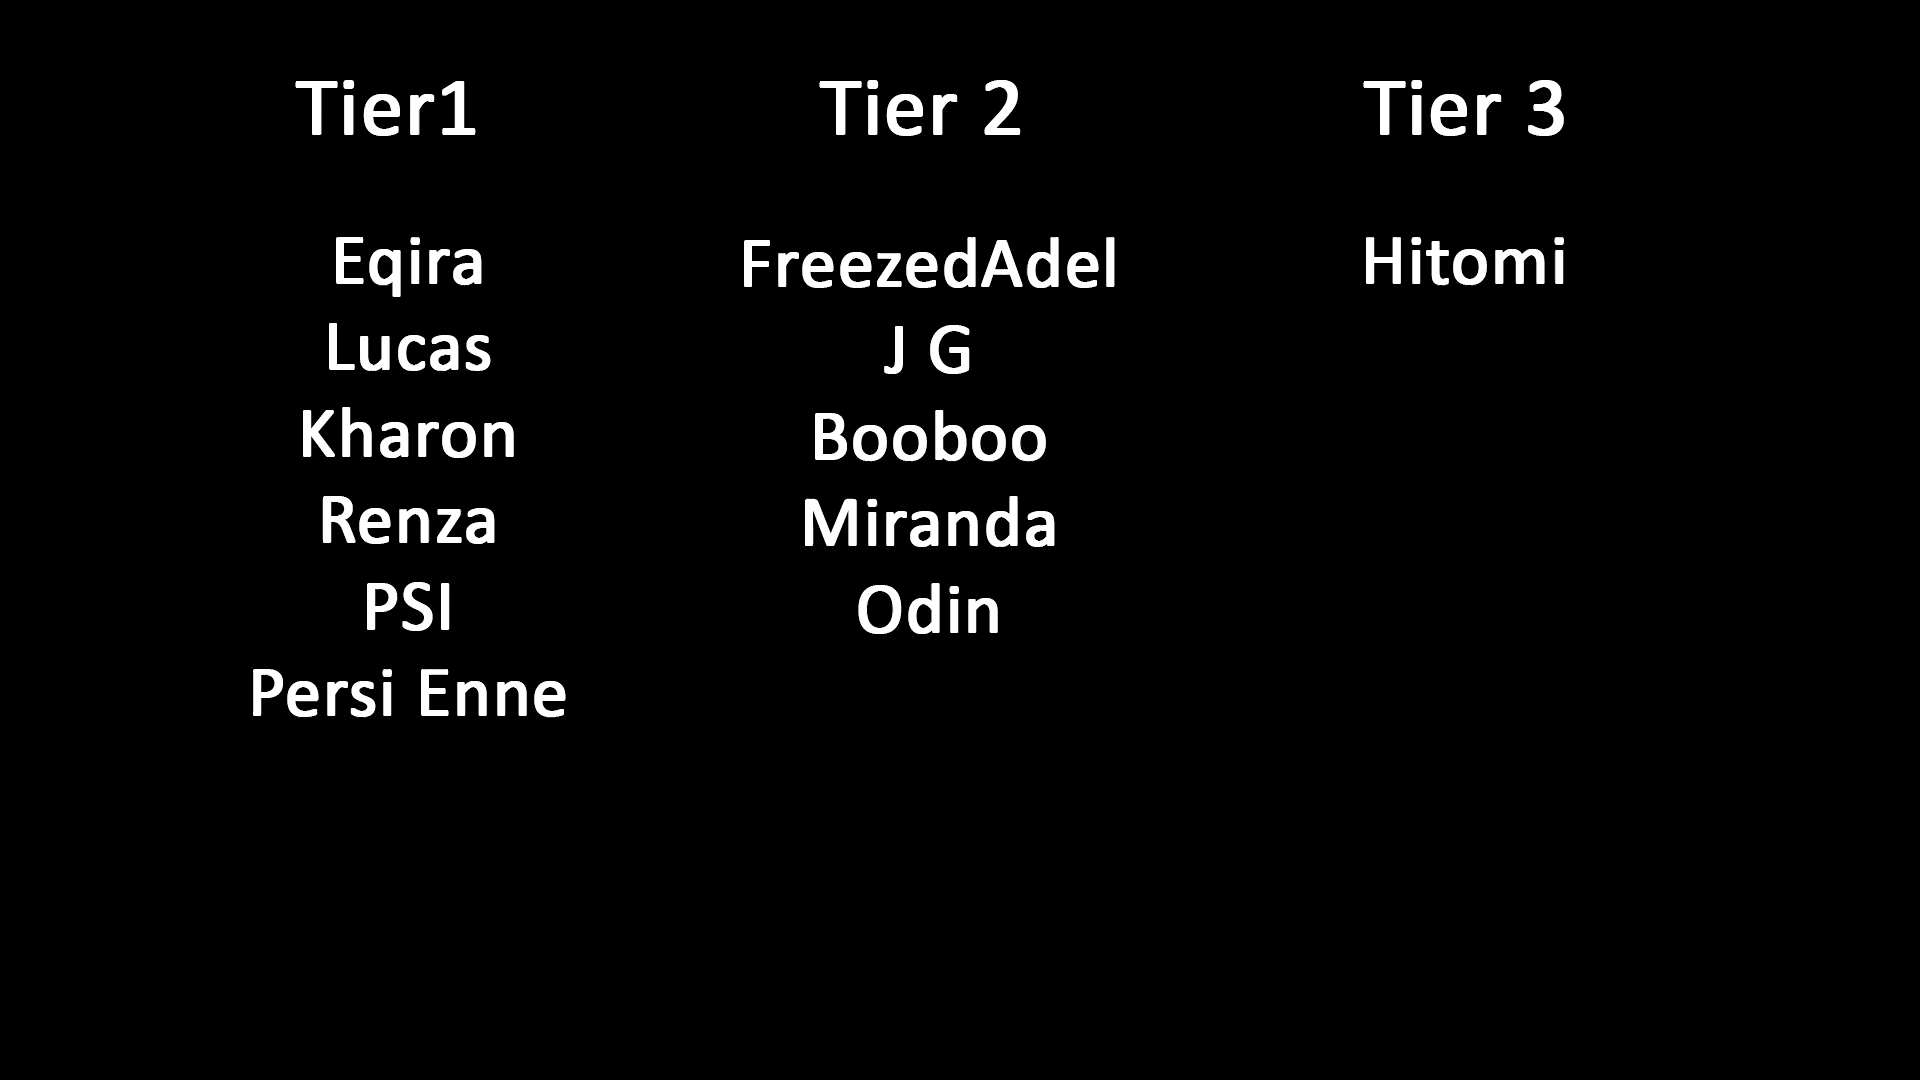 Tier1
Eqira
Lucas
Kharon
Renza
PSI
Persi Enne
Tier 2
FreezedAdel
J G
Booboo
Miranda
Odin
Tier 3
Hitomi